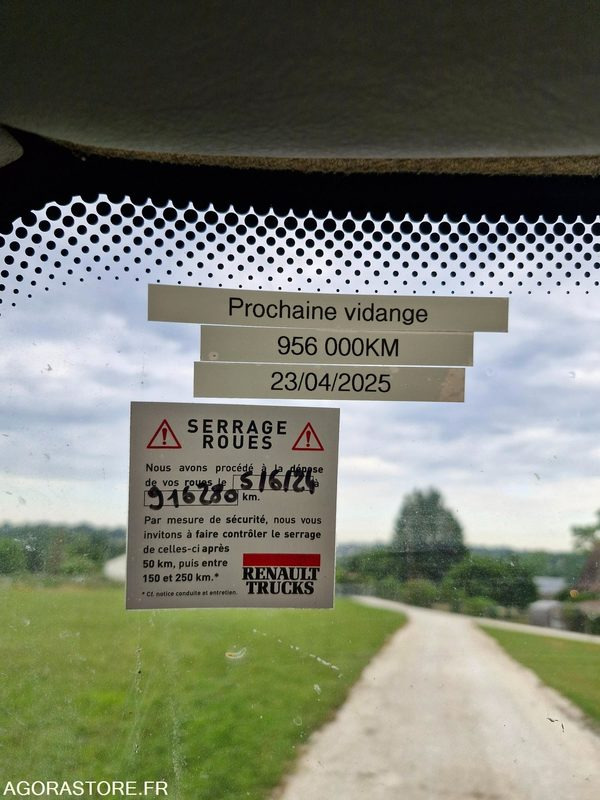 Prochaine vidange
956 000KM
23/04/2025
SERRAGE
ROUES
Nous avons procédé à la dépose
de vos roues le 5/6/24 à
916280 km.
Par mesure de sécurité, nous vous
invitons à faire contrôler le serrage
de celles-ci après
50 km, puis entre
150 et 250 km.*
RENAULT
TRUCKS
* Cf. notice conduite et entretien.
AGORASTORE.FR